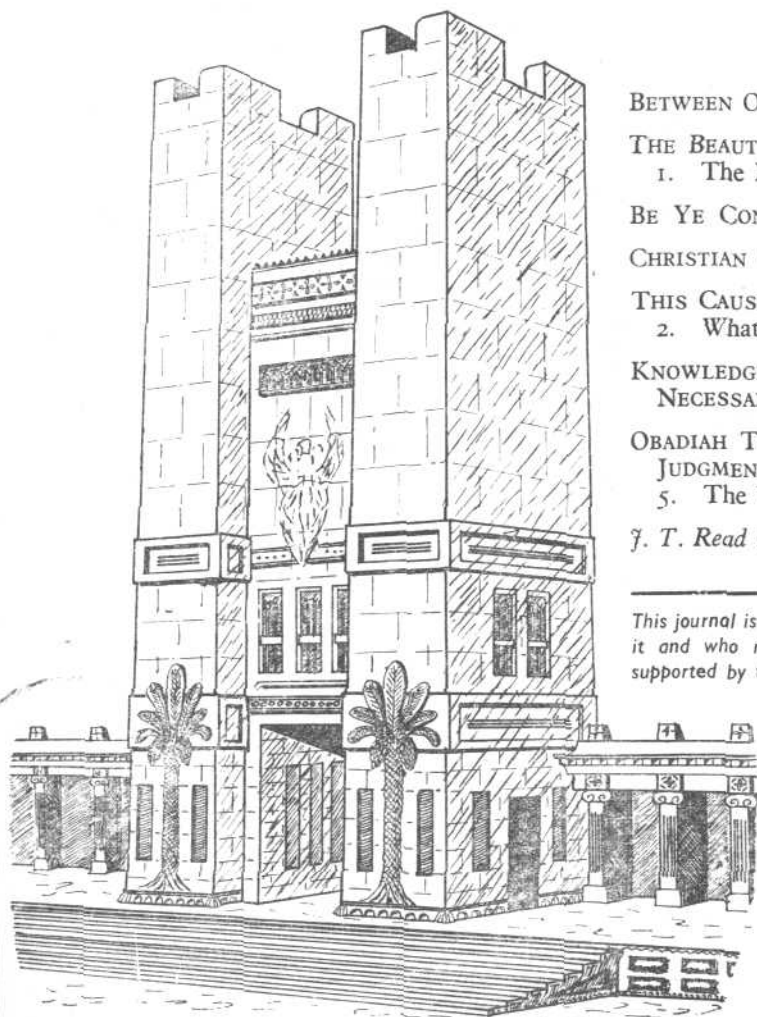 BETWEEN
THE BEAUT
1. The
BE YE CON
CHRISTIAN
THIS CAUS
2. What
KNOWLEDG
NECESSA
OBADIAH T
JUDGMEN
5. The
J. T. Read
This journal is
it and who
supported by